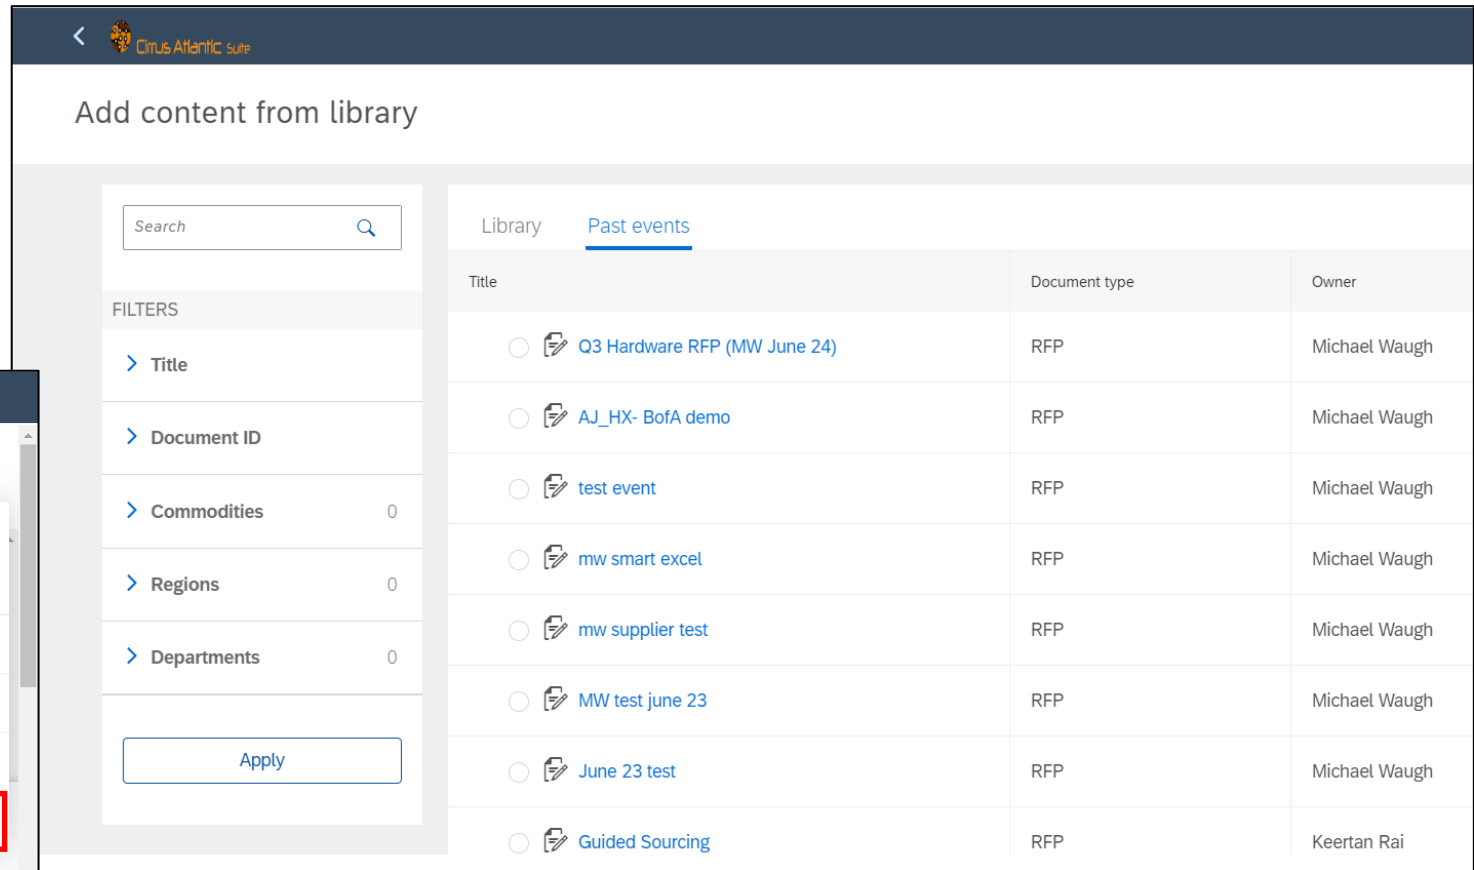 Cirrus Atlantic Suite
Add content from library
Search
FILTERS
Title
Document ID
Commodities 0
Regions 0
Departments 0
Apply
Library Past events
Title Document type Owner
Q3 Hardware RFP (MW June 24) RFP Michael Waugh
AJ_HX- BofA demo RFP Michael Waugh
test event RFP Michael Waugh
mw smart excel RFP Michael Waugh
mw supplier test RFP Michael Waugh
MW test june 23 RFP Michael Waugh
June 23 test RFP Michael Waugh
Guided Sourcing RFP Keertan Rai